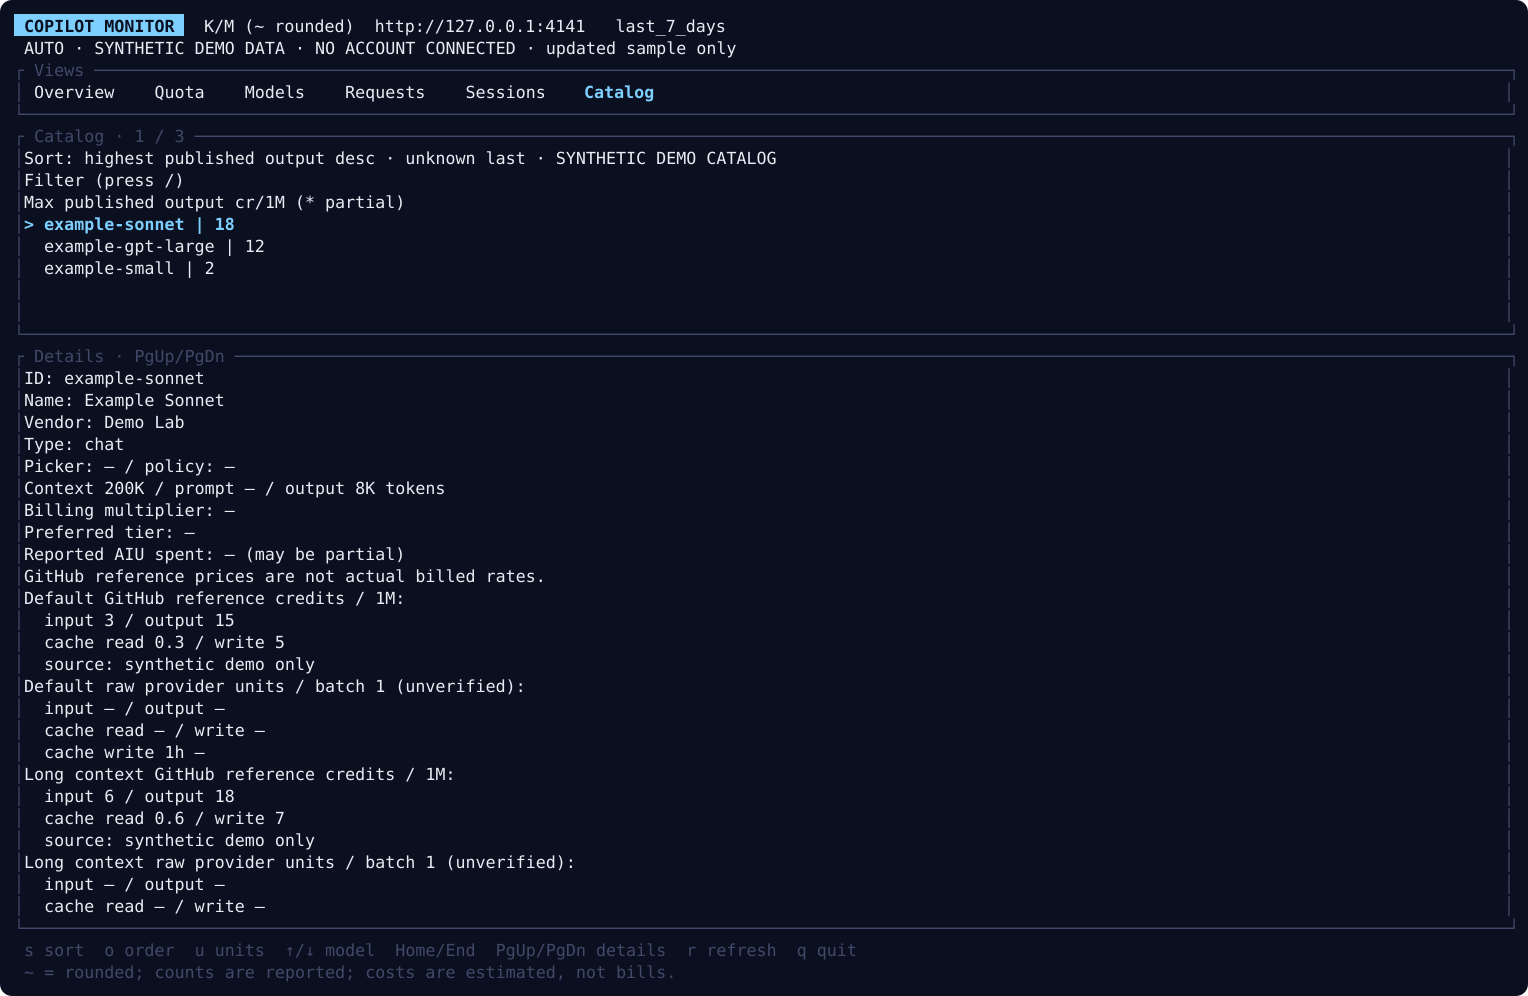 COPILOT MONITOR K/M (~ rounded) http://127.0.0.1:4141 last_7_days
AUTO · SYNTHETIC DEMO DATA · NO ACCOUNT CONNECTED · updated sample only
Views
Overview Quota Models Requests Sessions Catalog
Catalog · 1 / 3
Sort: highest published output desc · unknown last · SYNTHETIC DEMO CATALOG
Filter (press /)
Max published output cr/1M (* partial)
> example-sonnet | 18
example-gpt-large | 12
example-small | 2
Details · PgUp/PgDn
ID: example-sonnet
Name: Example Sonnet
Vendor: Demo Lab
Type: chat
Picker: — / policy: —
Context 200K / prompt — / output 8K tokens
Billing multiplier: —
Preferred tier: —
Reported AIU spent: — (may be partial)
GitHub reference prices are not actual billed rates.
Default GitHub reference credits / 1M:
input 3 / output 15
cache read 0.3 / write 5
source: synthetic demo only
Default raw provider units / batch 1 (unverified):
input — / output —
cache read — / write —
cache write 1h —
Long context GitHub reference credits / 1M:
input 6 / output 18
cache read 0.6 / write 7
source: synthetic demo only
Long context raw provider units / batch 1 (unverified):
input — / output —
cache read — / write —
s sort o order u units ↑/↓ model Home/End PgUp/PgDn details r refresh q quit
~ = rounded; counts are reported; costs are estimated, not bills.